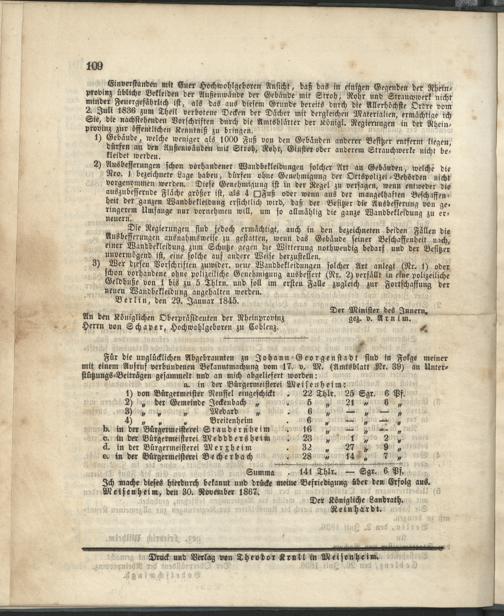 109
Einverstanden mit Euer Hochwohlgeboren Ansicht, daß das in einigen Gegenden der Rhein-
provinz übliche Bekleiden der Außenwände der Gebäude mit Stroh, Rohr und Strauchwerk nicht
minder Feuergefährlich ist, als das aus diesem Grunde bereits durch die Allerhöchste Ordre vom
2. Juli 1836 zum Theil verbotene Decken der Dächer mit dergleichen Materialien, ermächtige ich
Sie, die nachstehenden Vorschriften durch die Amtsblätter der Königl. Regierungen in der Rhein-
provinz zur öffentlichen Kenntniß zu bringen.
1) Gebäude, welche weniger als 1000 Fuß von den Gebäuden anderer Besitzer entfernt liegen,
dürfen an den Außenwänden mit Stroh, Rohr, Ginster oder anderem Strauchwerke nicht be-
kleidet werden.
2) Ausbesserungen schon vorhandener Wandbekleidungen solcher Art an Gebäuden, welche die
Nro. 1 bezeichnete Lage haben, dürfen ohne Genehmigung der Ortspolizei-Behörden nicht
vorgenommen werden. Diese Genehmigung ist in der Regel zu versagen, wenn entweder die
auszubessernde Fläche größer ist, als 4 □Fuß oder wenn aus der mangelhaften Beschaffen-
heit der ganzen Wandbekleidung ersichtlich wird, daß der Besitzer die Ausbesserung von ge-
ringerem Umfange nur vornehmen will, um so allmählig die ganze Wandbekleidung zu er-
neuern.
Die Regierungen sind jedoch ermächtigt, auch in den bezeichneten beiden Fällen die
Ausbesserungen ausnahmsweise zu gestatten, wenn das Gebäude seiner Beschaffenheit nach,
einer Wandbekleidung zum Schutze gegen die Witterung nothwendig bedarf und der Besitzer
unvermögend ist, eine solche auf andere Weise herzustellen.
3) Wer diesen Vorschriften zuwider, neue Wandbekleidungen solcher Art anlegt (Nr. 1) oder
schon vorhandene ohne polizeiliche Genehmigung ausbessert (Nr. 2) verfällt in eine polizeiliche
Geldbuße von 1 bis zu 5 Thlrn. und soll im ersten Falle zugleich zur Fortschaffung der
neuen Wandbekleidung angehalten werden.
Berlin, den 29. Januar 1845.
Der Minister des Innern,
gez. v. Arnim.
An den Königlichen Oberpräsidenten der Rheinprovinz
Herrn von Schaper, Hochwohlgeboren zu Coblenz.
Für die unglücklichen Abgebrannten zu Johann Georgenstadt sind in Folge meiner
mit einem Aufruf verbundenen Bekanntmachung vom 17. v. M. (Amtsblatt Nr. 39) an Unter-
stützungs-Beiträgen gesammelt und an mich abgeliefert worden:
a. in der Bürgermeisterei Meisenheim:
1) von Bürgermeister Neussel eingeschickt . 22 Thlr. 25 Sgr. 6 Pf.
2) „ der Gemeinde Jeckenbach „ . 5 „ 21 „ 6 „
3) „ „ Medard „ . 6 „ — „ — „
4) „ „ Breitenheim . 6 „ — „ — „
b. in der Bürgermeisterei Staudernheim . 16 „ — „ — „
c. in der Bürgermeisterei Meddersheim . 23 „ 1 „ 2 „
d. in der Bürgermeisterei Merxheim . 32 „ 27 „ 9 „
e. in der Bürgermeisterei Becherbach . 28 „ 14 „ 7 „
Summa . 141 Thlr. — Sgr. 6 Pf.
Ich mache dieses hierdurch bekannt und drücke meine Befriedigung über den Erfolg aus.
Meisenheim, den 30. November 1867.
Der Königliche Landrath,
Reinhardt.
Druck und Verlag von Theodor Krall in Meisenheim.